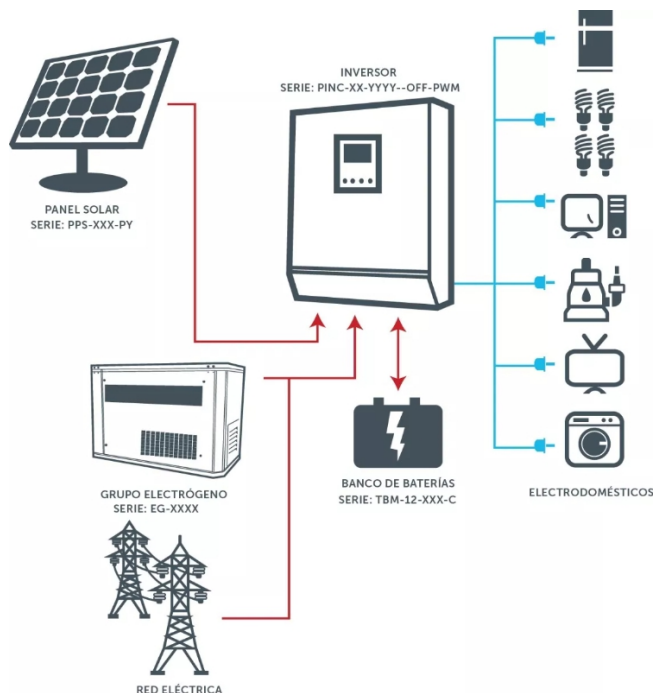 INVERSOR
SERIE: PINC-XX-YYYY--OFF-PWM
PANEL SOLAR
SERIE: PPS-XXX-PY
GRUPO ELECTRÓGENO
SERIE: EG-XXXX
BANCO DE BATERÍAS
SERIE: TBM-12-XXX-C
ELECTRODOMÉSTICOS
RED ELÉCTRICA